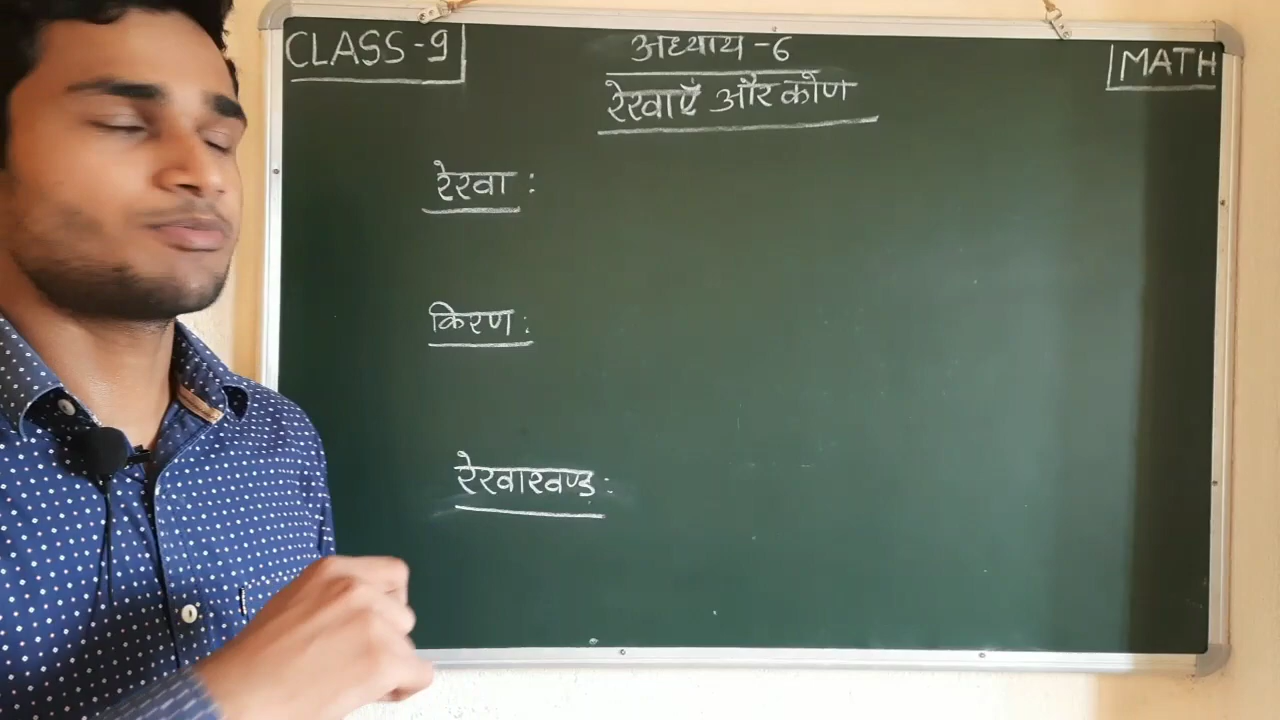 CLASS-9
अध्याय-6
MATH
रेखाएँ और कोण
रेखा :
किरण :
रेखाखण्ड :